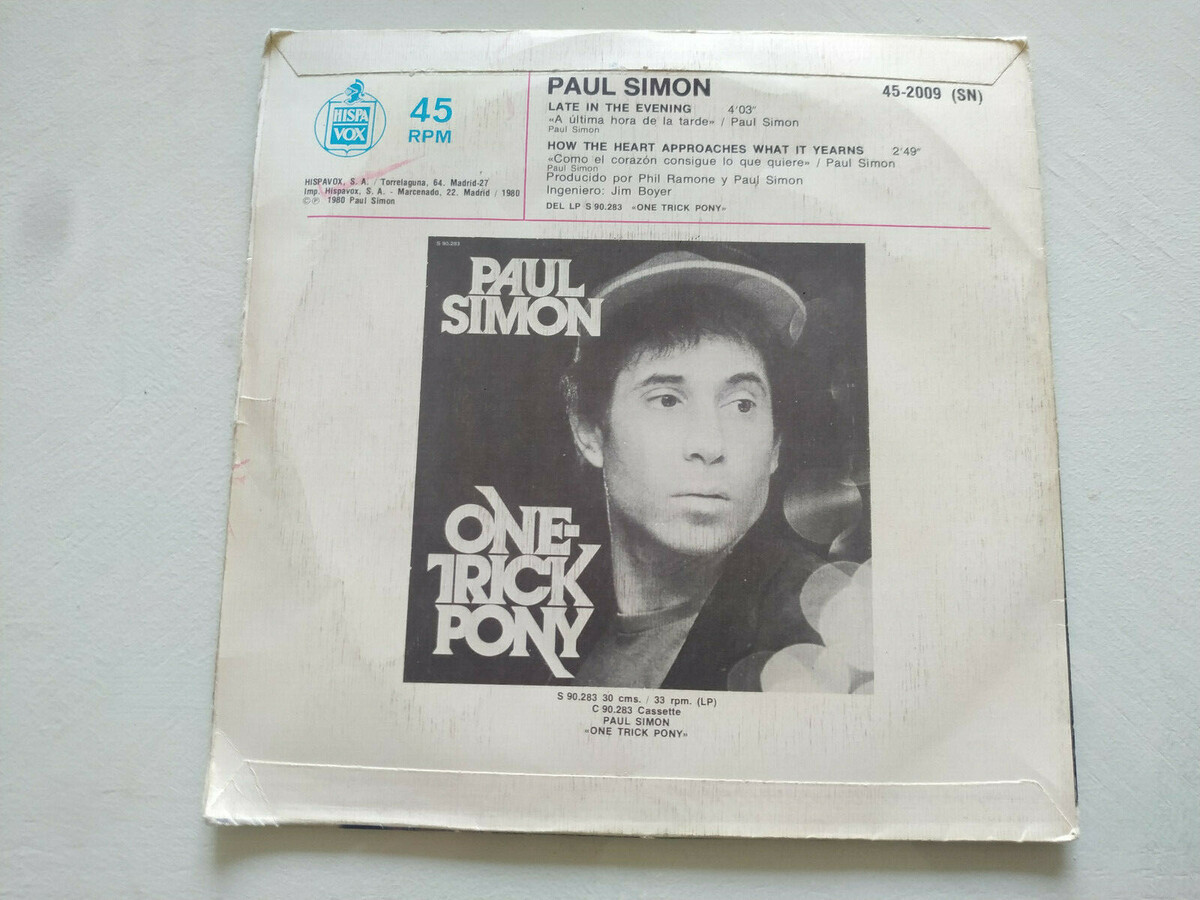 HISPA
VOX
45
RPM
HISPAVOX, S. A. / Torrelaguna, 64. Madrid-27
Imp. Hispavox, S. A. - Marcenado, 22. Madrid / 1980
©℗ 1980 Paul Simon
PAUL SIMON
45-2009 (SN)
LATE IN THE EVENING 4'03"
«A última hora de la tarde» / Paul Simon
Paul Simon
HOW THE HEART APPROACHES WHAT IT YEARNS 2'49"
«Como el corazón consigue lo que quiere» / Paul Simon
Paul Simon
Producido por Phil Ramone y Paul Simon
Ingeniero: Jim Boyer
DEL LP S 90.283 «ONE TRICK PONY»
S 90.283
PAUL
SIMON
ONE-
TRICK
PONY
S 90.283 30 cms. / 33 rpm. (LP)
C 90.283 Cassette
PAUL SIMON
«ONE TRICK PONY»